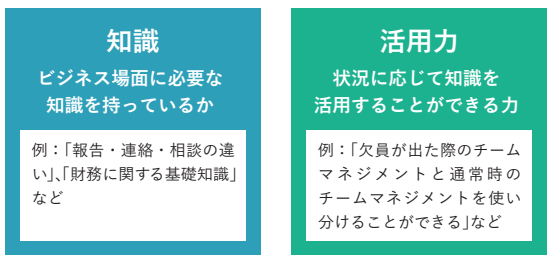 知識
ビジネス場面に必要な
知識を持っているか
例：「報告・連絡・相談の違
い」、「財務に関する基礎知識」
など
活用力
状況に応じて知識を
活用することができる力
例：「欠員が出た際のチーム
マネジメントと通常時の
チームマネジメントを使い
分けることができる」など